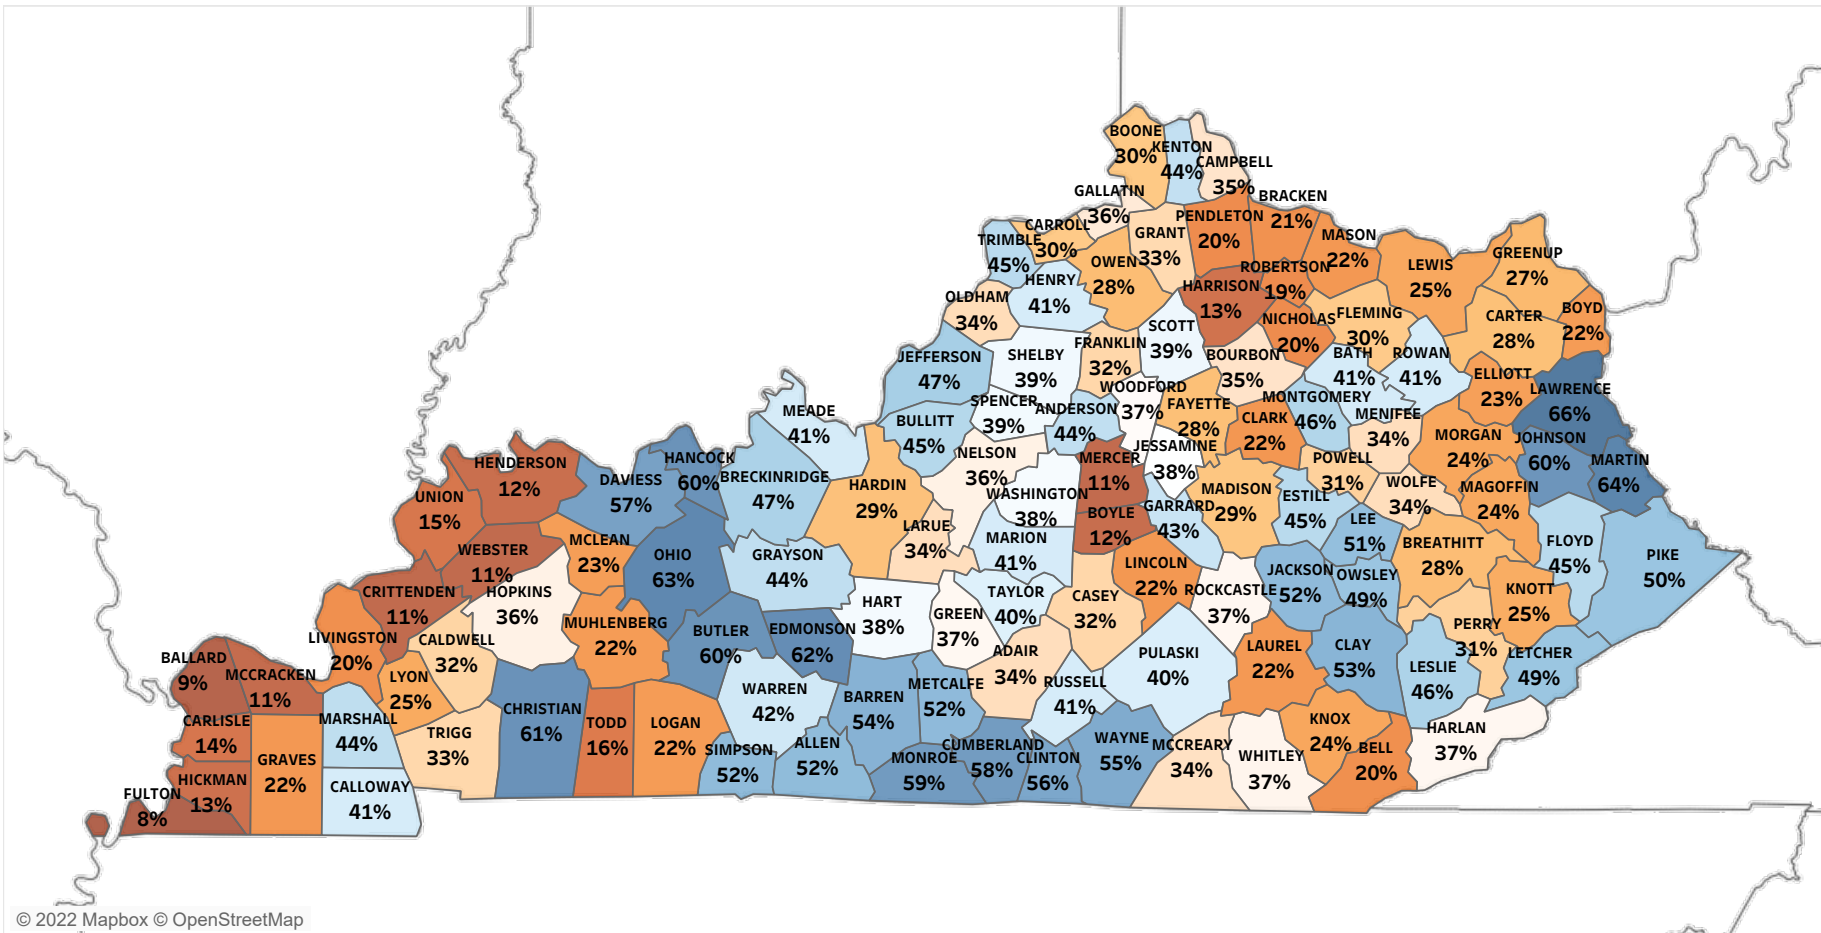 BOONE
30%
KENTON
44%
CAMPBELL
35%
GALLATIN
36%
BRACKEN
21%
CARROLL
30%
PENDLETON
20%
GRANT
33%
MASON
22%
TRIMBLE
45%
OWEN
28%
LEWIS
25%
GREENUP
27%
HENRY
41%
ROBERTSON
19%
HARRISON
13%
OLDHAM
34%
BOYD
22%
CARTER
28%
NICHOLAS
20%
FLEMING
30%
SCOTT
39%
FRANKLIN
32%
JEFFERSON
47%
SHELBY
39%
BOURBON
35%
BATH
41%
ROWAN
41%
ELLIOTT
23%
LAWRENCE
66%
WOODFORD
37%
FAYETTE
28%
MONTGOMERY
46%
SPENCER
39%
ANDERSON
44%
MEADE
41%
BULLITT
45%
CLARK
22%
MENIFEE
34%
MORGAN
24%
JOHNSON
60%
MARTIN
64%
JESSAMINE
38%
NELSON
36%
MERCER
11%
POWELL
31%
HENDERSON
12%
HANCOCK
60%
DAVIESS
57%
BRECKINRIDGE
47%
HARDIN
29%
WOLFE
34%
MAGOFFIN
24%
MADISON
29%
UNION
15%
WASHINGTON
38%
ESTILL
45%
GARRARD
43%
BOYLE
12%
LEE
51%
LARUE
34%
MARION
41%
MCLEAN
23%
BREATHITT
28%
FLOYD
45%
PIKE
50%
WEBSTER
11%
OHIO
63%
GRAYSON
44%
LINCOLN
22%
JACKSON
52%
OWSLEY
49%
CRITTENDEN
11%
HOPKINS
36%
TAYLOR
40%
CASEY
32%
ROCKCASTLE
37%
KNOTT
25%
HART
38%
GREEN
37%
MUHLENBERG
22%
PERRY
31%
LIVINGSTON
20%
CALDWELL
32%
BUTLER
60%
EDMONSON
62%
ADAIR
34%
PULASKI
40%
LAUREL
22%
CLAY
53%
LESLIE
46%
LETCHER
49%
BALLARD
9%
MCCRACKEN
11%
LYON
25%
WARREN
42%
BARREN
54%
METCALFE
52%
RUSSELL
41%
CHRISTIAN
61%
CARLISLE
14%
MARSHALL
44%
TODD
16%
LOGAN
22%
KNOX
24%
HARLAN
37%
TRIGG
33%
SIMPSON
52%
ALLEN
52%
CUMBERLAND
58%
WAYNE
55%
MCCREARY
34%
BELL
20%
GRAVES
22%
MONROE
59%
CLINTON
56%
WHITLEY
37%
HICKMAN
13%
CALLOWAY
41%
FULTON
8%
© 2022 Mapbox © OpenStreetMap